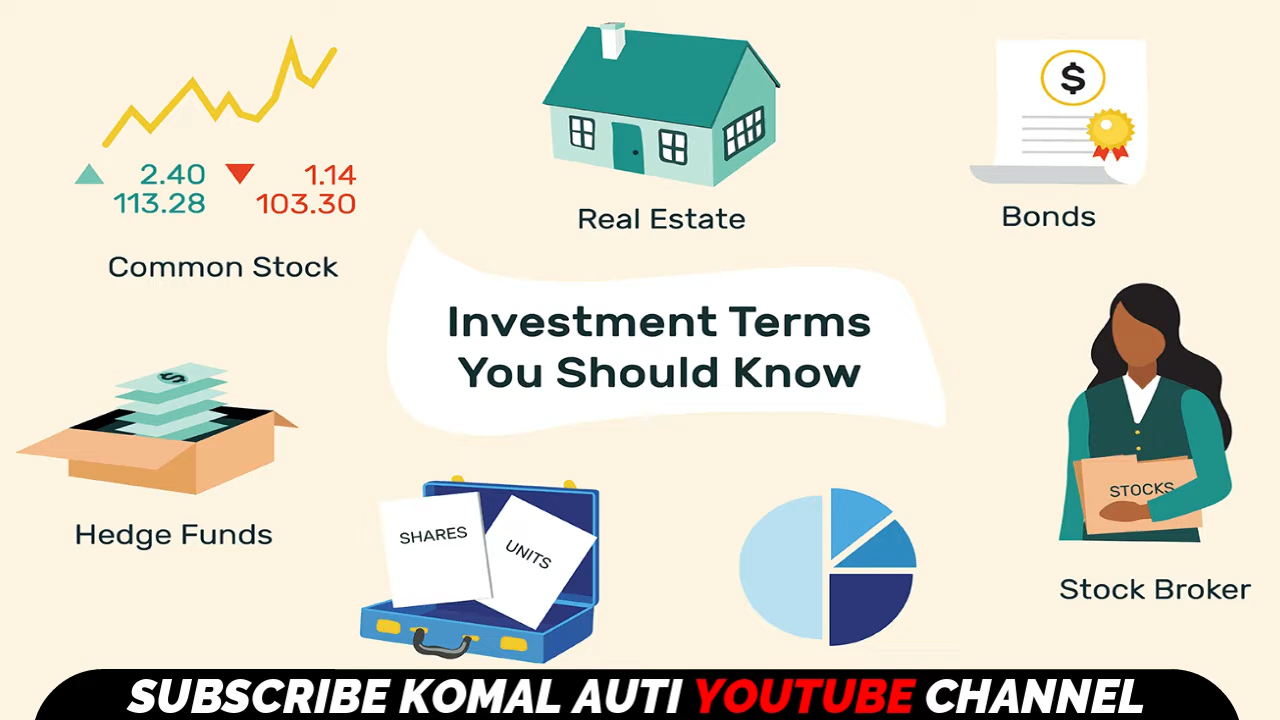 2.40 1.14
113.28 103.30
Common Stock
Real Estate
$
Bonds
Investment Terms
You Should Know
$
Hedge Funds
SHARES
UNITS
STOCKS
Stock Broker
SUBSCRIBE KOMAL AUTI YOUTUBE CHANNEL